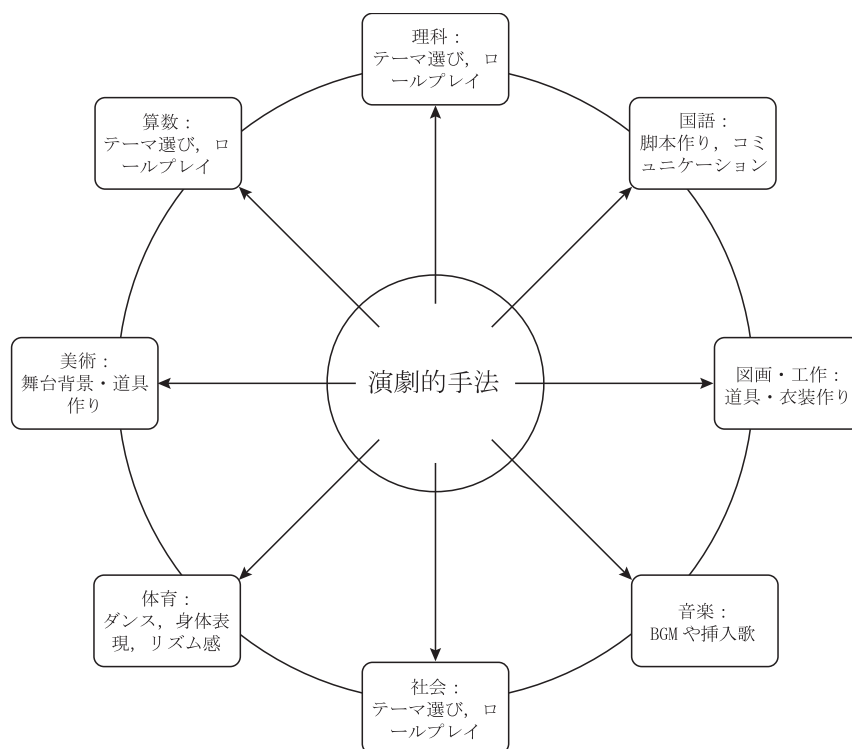 理科：
テーマ選び，ロ
ールプレイ
算数：
テーマ選び，ロ
ールプレイ
国語：
脚本作り，コミ
ュニケーション
美術：
舞台背景・道具
作り
演劇的手法
図画・工作：
道具・衣装作り
体育：
ダンス，身体表
現，リズム感
音楽：
BGMや挿入歌
社会：
テーマ選び，ロ
ールプレイ